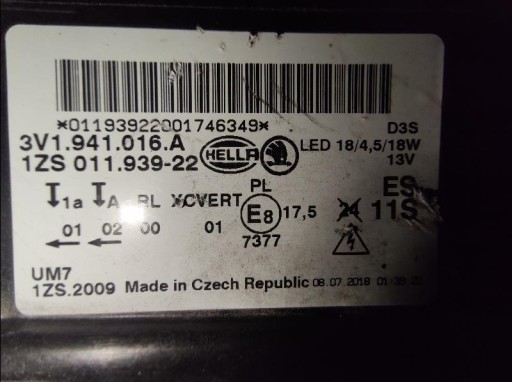 *01193922001746349*
D3S
3V1.941.016.A
LED 18/4,5/18W
1ZS 011.939-22
HELLA
13V
1a A RL XCVERT
PL
E8
17,5
24
ES
11S
01 02 00 01
7377
UM7
1ZS.2009 Made in Czech Republic 08.07.2018